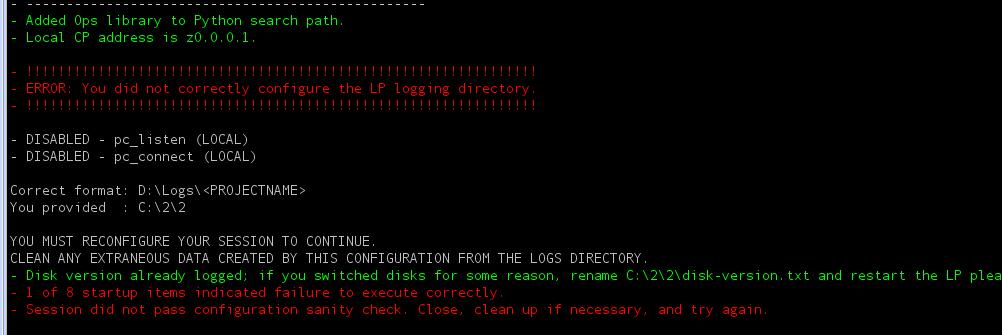 - --------------------------------------------------
- Added Ops library to Python search path.
- Local CP address is z0.0.0.1.
- !!!!!!!!!!!!!!!!!!!!!!!!!!!!!!!!!!!!!!!!!!!!!!!!!!!!!!!!!!!!!!!!
- ERROR: You did not correctly configure the LP logging directory.
- !!!!!!!!!!!!!!!!!!!!!!!!!!!!!!!!!!!!!!!!!!!!!!!!!!!!!!!!!!!!!!!!
- DISABLED - pc_listen (LOCAL)
- DISABLED - pc_connect (LOCAL)
Correct format: D:\Logs\<PROJECTNAME>
You provided  : C:\2\2
YOU MUST RECONFIGURE YOUR SESSION TO CONTINUE.
CLEAN ANY EXTRANEOUS DATA CREATED BY THIS CONFIGURATION FROM THE LOGS DIRECTORY.
- Disk version already logged; if you switched disks for some reason, rename C:\2\2\disk-version.txt and restart the LP plea
- 1 of 8 startup items indicated failure to execute correctly.
- Session did not pass configuration sanity check. Close, clean up if necessary, and try again.